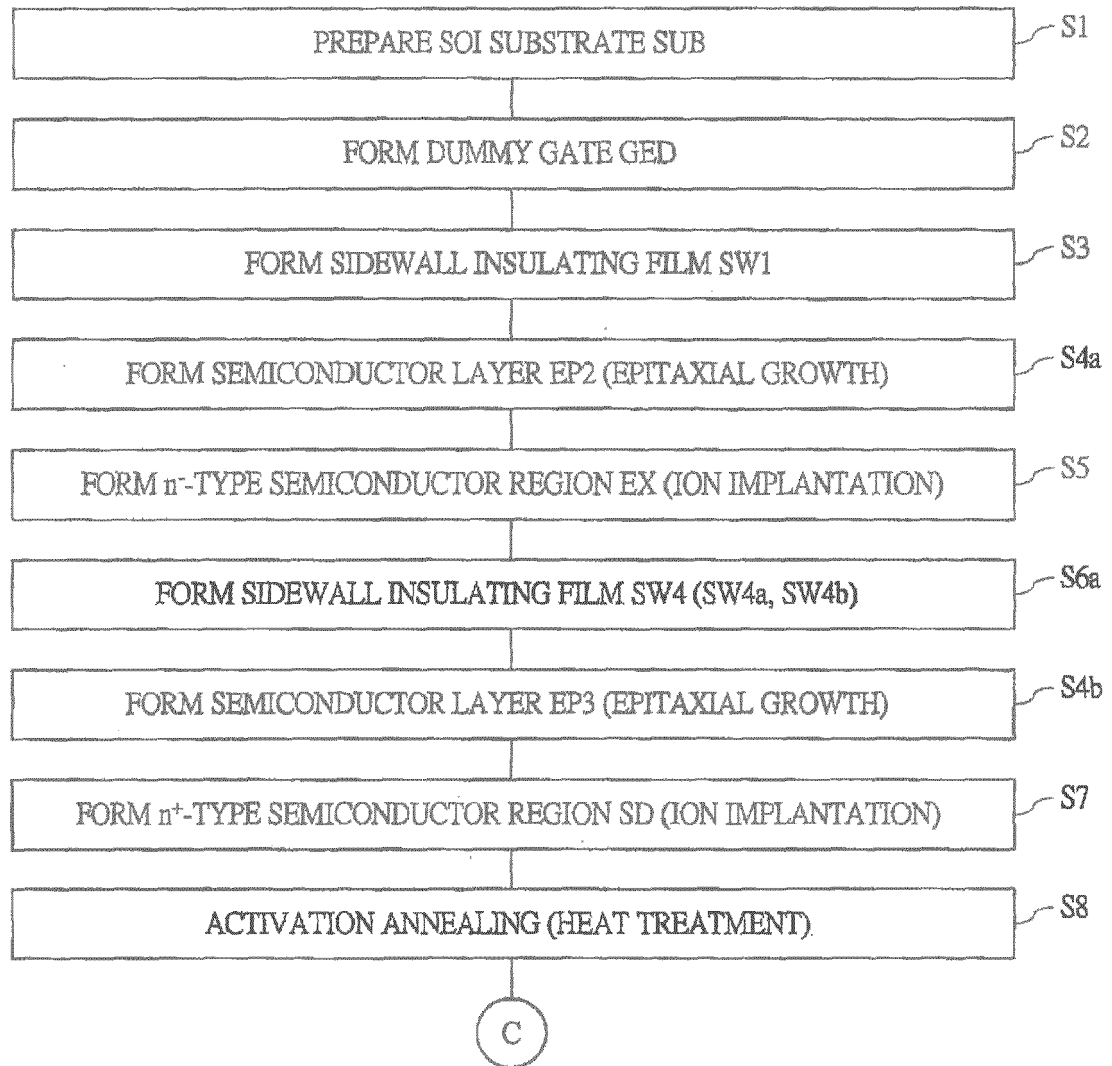 PREPARE SOI SUBSTRATE SUB S1
FORM DUMMY GATE GED S2
FORM SIDEWALL INSULATING FILM SW1 S3
FORM SEMICONDUCTOR LAYER EP2 (EPITAXIAL GROWTH) S4a
FORM n⁻-TYPE SEMICONDUCTOR REGION EX (ION IMPLANTATION) S5
FORM SIDEWALL INSULATING FILM SW4 (SW4a, SW4b) S6a
FORM SEMICONDUCTOR LAYER EP3 (EPITAXIAL GROWTH) S4b
FORM n⁺-TYPE SEMICONDUCTOR REGION SD (ION IMPLANTATION) S7
ACTIVATION ANNEALING (HEAT TREATMENT) S8
C